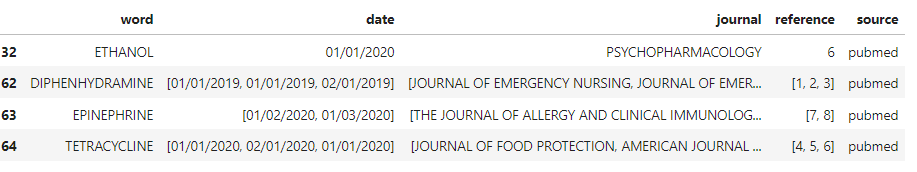 word date journal reference source
32 ETHANOL 01/01/2020 PSYCHOPHARMACOLOGY 6 pubmed
62 DIPHENHYDRAMINE [01/01/2019, 01/01/2019, 02/01/2019] [JOURNAL OF EMERGENCY NURSING, JOURNAL OF EMER... [1, 2, 3] pubmed
63 EPINEPHRINE [01/02/2020, 01/03/2020] [THE JOURNAL OF ALLERGY AND CLINICAL IMMUNOLOG... [7, 8] pubmed
64 TETRACYCLINE [01/01/2020, 02/01/2020, 01/01/2020] [JOURNAL OF FOOD PROTECTION, AMERICAN JOURNAL ... [4, 5, 6] pubmed